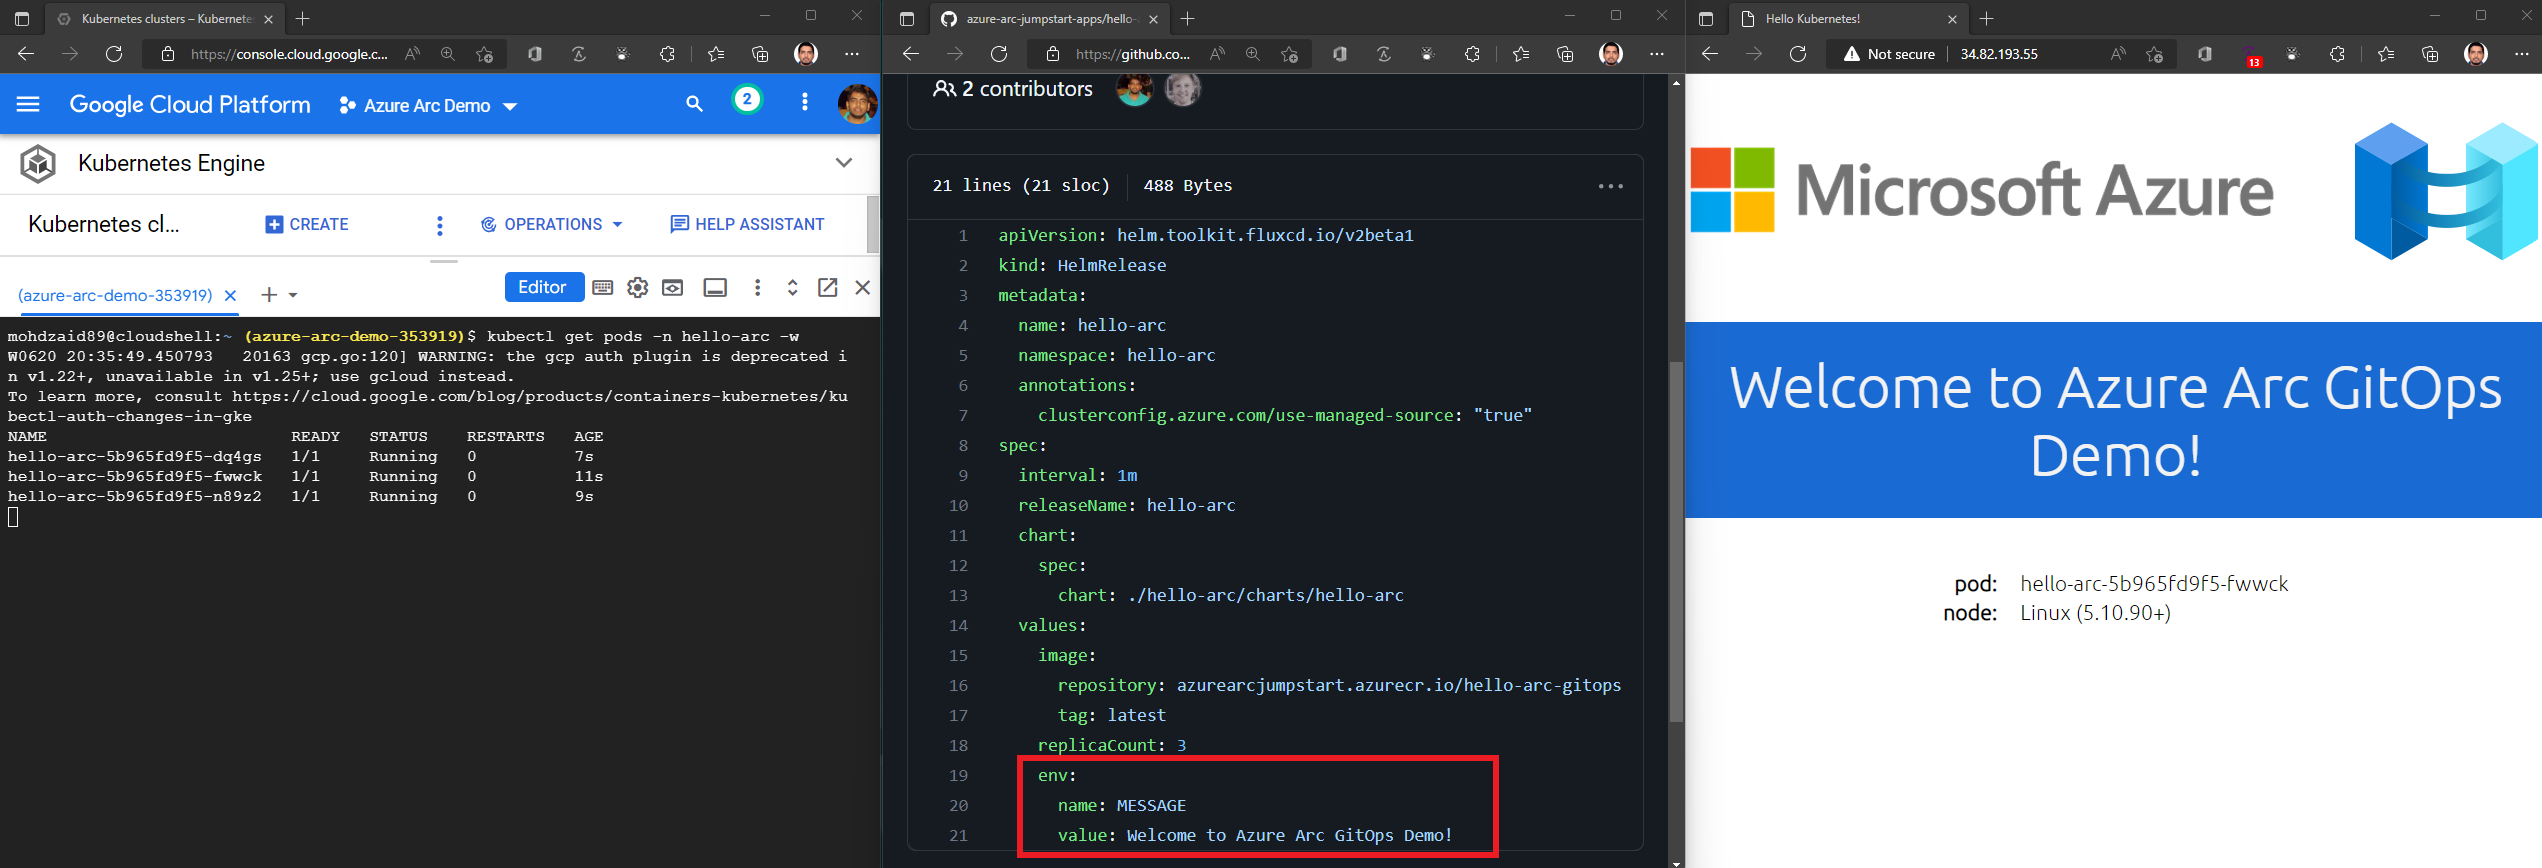 Kubernetes clusters – Kubernete
https://console.cloud.google.c...
Google Cloud Platform
Azure Arc Demo
2
Kubernetes Engine
Kubernetes cl...
CREATE
OPERATIONS
HELP ASSISTANT
(azure-arc-demo-353919)
Editor
mohdzaid89@cloudshell:~ (azure-arc-demo-353919)$ kubectl get pods -n hello-arc -w
W0620 20:35:49.450793   20163 gcp.go:120] WARNING: the gcp auth plugin is deprecated i
n v1.22+, unavailable in v1.25+; use gcloud instead.
To learn more, consult https://cloud.google.com/blog/products/containers-kubernetes/ku
bectl-auth-changes-in-gke
NAME READY STATUS RESTARTS AGE
hello-arc-5b965fd9f5-dq4gs 1/1 Running 0 7s
hello-arc-5b965fd9f5-fwwck 1/1 Running 0 11s
hello-arc-5b965fd9f5-n89z2 1/1 Running 0 9s
azure-arc-jumpstart-apps/hello-
https://github.co...
2 contributors
21 lines (21 sloc)
488 Bytes
1 apiVersion: helm.toolkit.fluxcd.io/v2beta1
2 kind: HelmRelease
3 metadata:
4 name: hello-arc
5 namespace: hello-arc
6 annotations:
7 clusterconfig.azure.com/use-managed-source: "true"
8 spec:
9 interval: 1m
10 releaseName: hello-arc
11 chart:
12 spec:
13 chart: ./hello-arc/charts/hello-arc
14 values:
15 image:
16 repository: azurearcjumpstart.azurecr.io/hello-arc-gitops
17 tag: latest
18 replicaCount: 3
19 env:
20 name: MESSAGE
21 value: Welcome to Azure Arc GitOps Demo!
Hello Kubernetes!
Not secure
34.82.193.55
13
Microsoft Azure
Welcome to Azure Arc GitOps
Demo!
pod: hello-arc-5b965fd9f5-fwwck
node: Linux (5.10.90+)